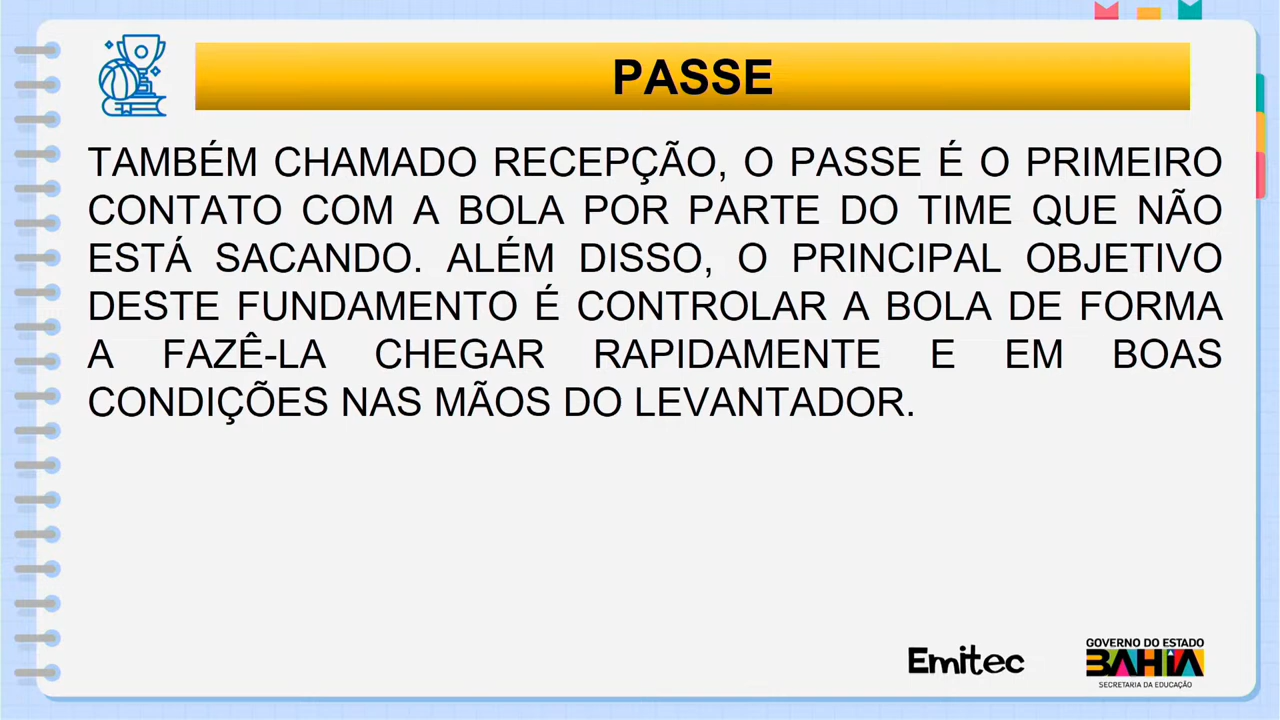 PASSE
TAMBÉM CHAMADO RECEPÇÃO, O PASSE É O PRIMEIRO
CONTATO COM A BOLA POR PARTE DO TIME QUE NÃO
ESTÁ SACANDO. ALÉM DISSO, O PRINCIPAL OBJETIVO
DESTE FUNDAMENTO É CONTROLAR A BOLA DE FORMA
A FAZÊ-LA CHEGAR RAPIDAMENTE E EM BOAS
CONDIÇÕES NAS MÃOS DO LEVANTADOR.
Emitec
GOVERNO DO ESTADO
BAHIA
SECRETARIA DA EDUCAÇÃO